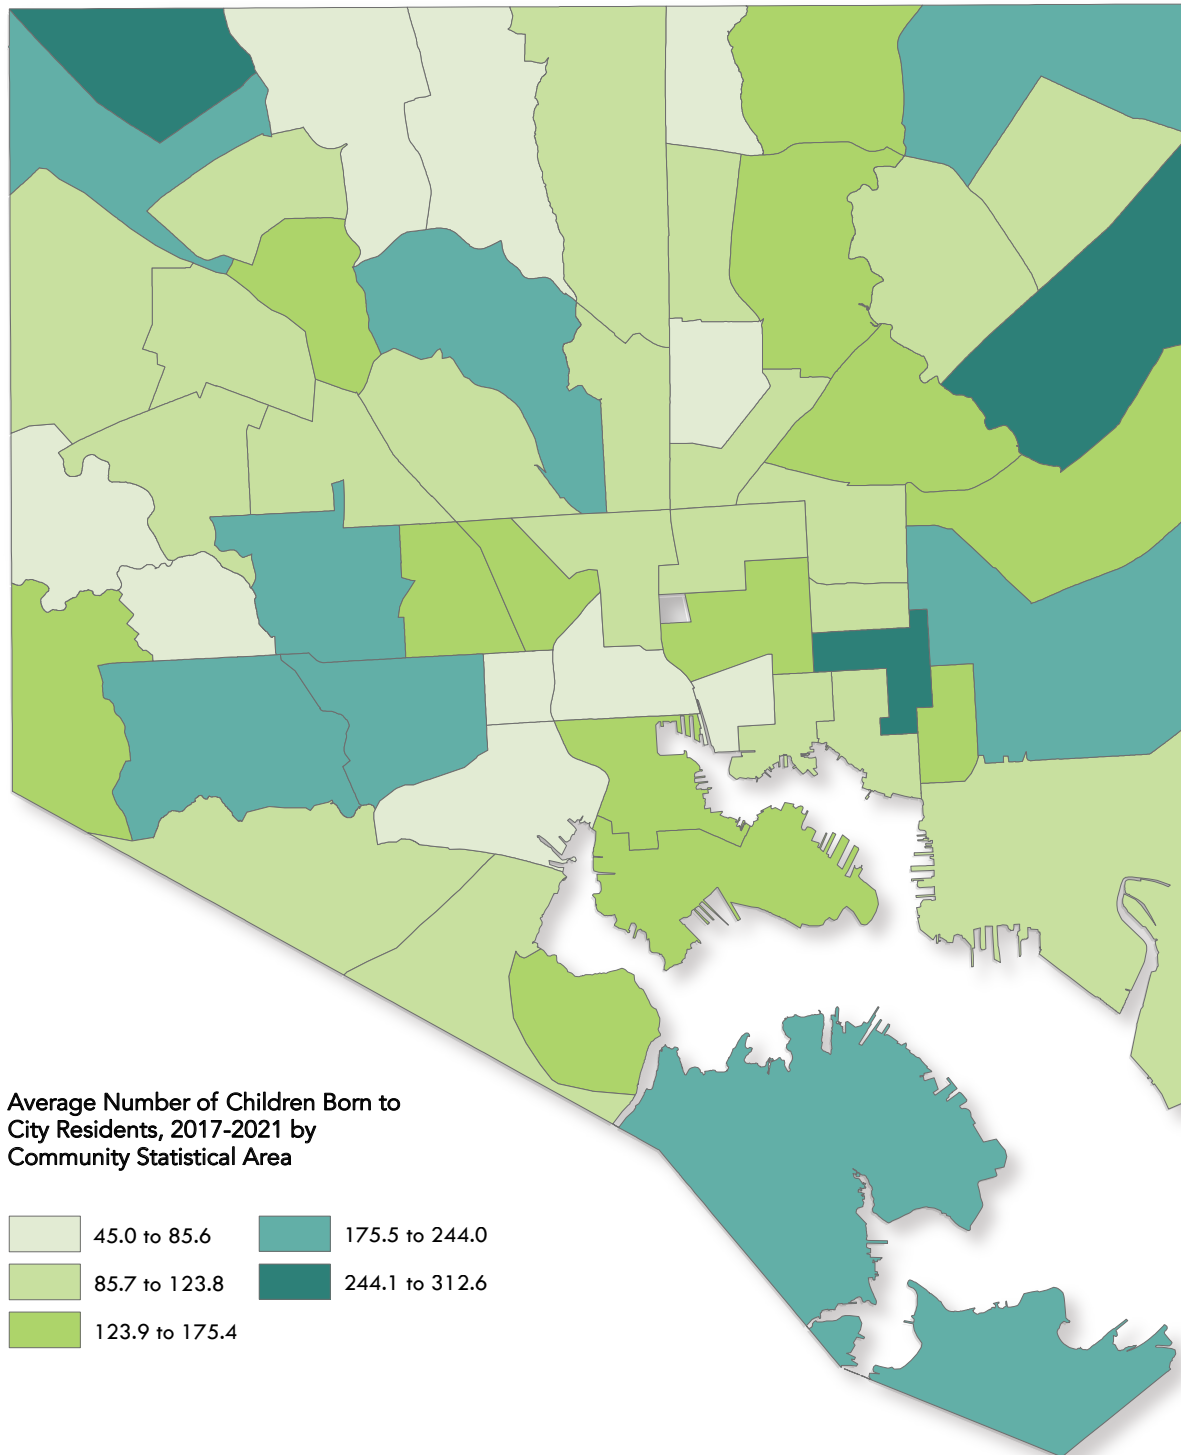 Average Number of Children Born to
City Residents, 2017-2021 by
Community Statistical Area
45.0 to 85.6
175.5 to 244.0
85.7 to 123.8
244.1 to 312.6
123.9 to 175.4